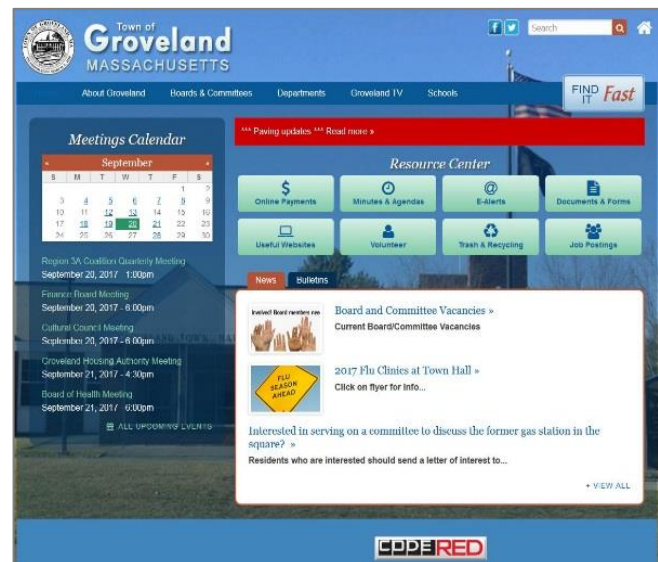 Town of
Groveland
MASSACHUSETTS
Search
About Groveland Boards & Committees Departments Groveland TV Schools
FIND IT Fast
Meetings Calendar
« September »
S M T W T F S
1 2
3 4 5 6 7 8 9
10 11 12 13 14 15 16
17 18 19 20 21 22 23
24 25 26 27 28 29 30
Region 3A Coalition Quarterly Meeting
September 20, 2017 - 1:00pm
Finance Board Meeting
September 20, 2017 - 6:00pm
Cultural Council Meeting
September 20, 2017 - 6:00pm
Groveland Housing Authority Meeting
September 21, 2017 - 4:30pm
Board of Health Meeting
September 21, 2017 - 6:00pm
ALL UPCOMING EVENTS
*** Paving updates *** Read more »
Resource Center
Online Payments Minutes & Agendas E-Alerts Documents & Forms
Useful Websites Volunteer Trash & Recycling Job Postings
News Bulletins
Involved! Board members nee
Board and Committee Vacancies »
Current Board/Committee Vacancies
FLU
SEASON
AHEAD
2017 Flu Clinics at Town Hall »
Click on flyer for Info...
Interested in serving on a committee to discuss the former gas station in the
square? »
Residents who are interested should send a letter of interest to...
+ VIEW ALL
CODERED